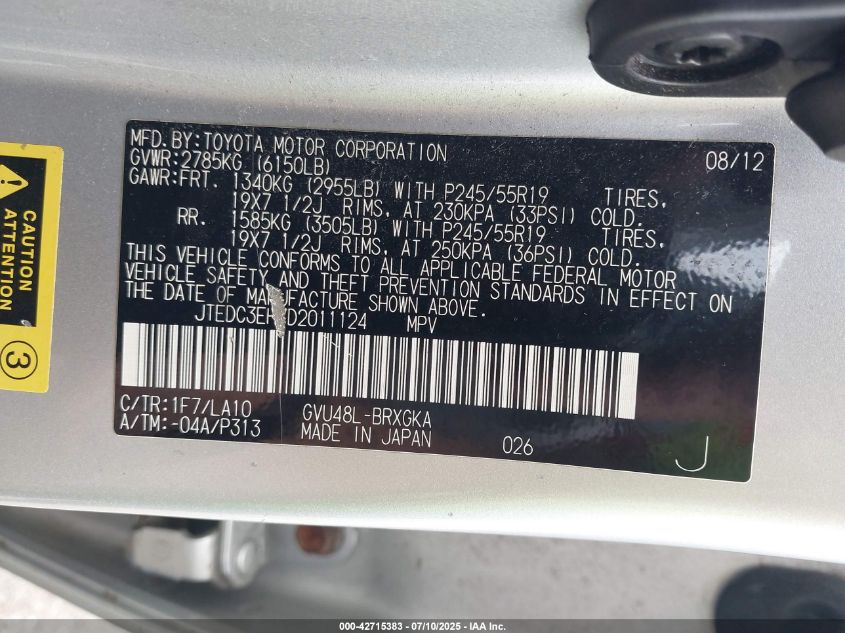 MFD.BY:TOYOTA MOTOR CORPORATION 08/12
GVWR:2785KG (6150LB)
GAWR:FRT. 1340KG (2955LB) WITH P245/55R19 TIRES,
19X7 1/2J RIMS, AT 230KPA (33PSI) COLD.
RR. 1585KG (3505LB) WITH P245/55R19 TIRES,
19X7 1/2J RIMS, AT 250KPA (36PSI) COLD.
THIS VEHICLE CONFORMS TO ALL APPLICABLE FEDERAL MOTOR
VEHICLE SAFETY AND THEFT PREVENTION STANDARDS IN EFFECT ON
THE DATE OF MANUFACTURE SHOWN ABOVE.
MPV
C/TR:1F7/LA10 GVU48L-BRXGKA
A/TM:-04A/P313 MADE IN JAPAN 026
J
CAUTION
ATTENTION
3
000-42715383 - 07/10/2025 - IAA Inc.